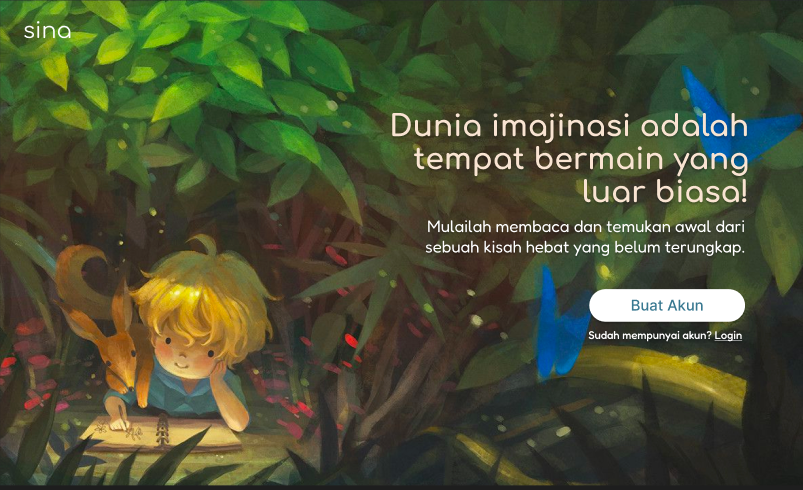 sina
Dunia imajinasi adalah
tempat bermain yang
luar biasa!
Mulailah membaca dan temukan awal dari
sebuah kisah hebat yang belum terungkap.
Buat Akun
Sudah mempunyai akun? Login